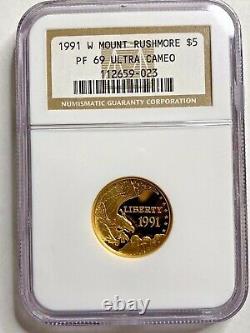 1991 W MOUNT RUSHMORE $5
PF 69 ULTRA CAMEO
112659-023
NUMISMATIC GUARANTY CORPORATION
LIBERTY
1991